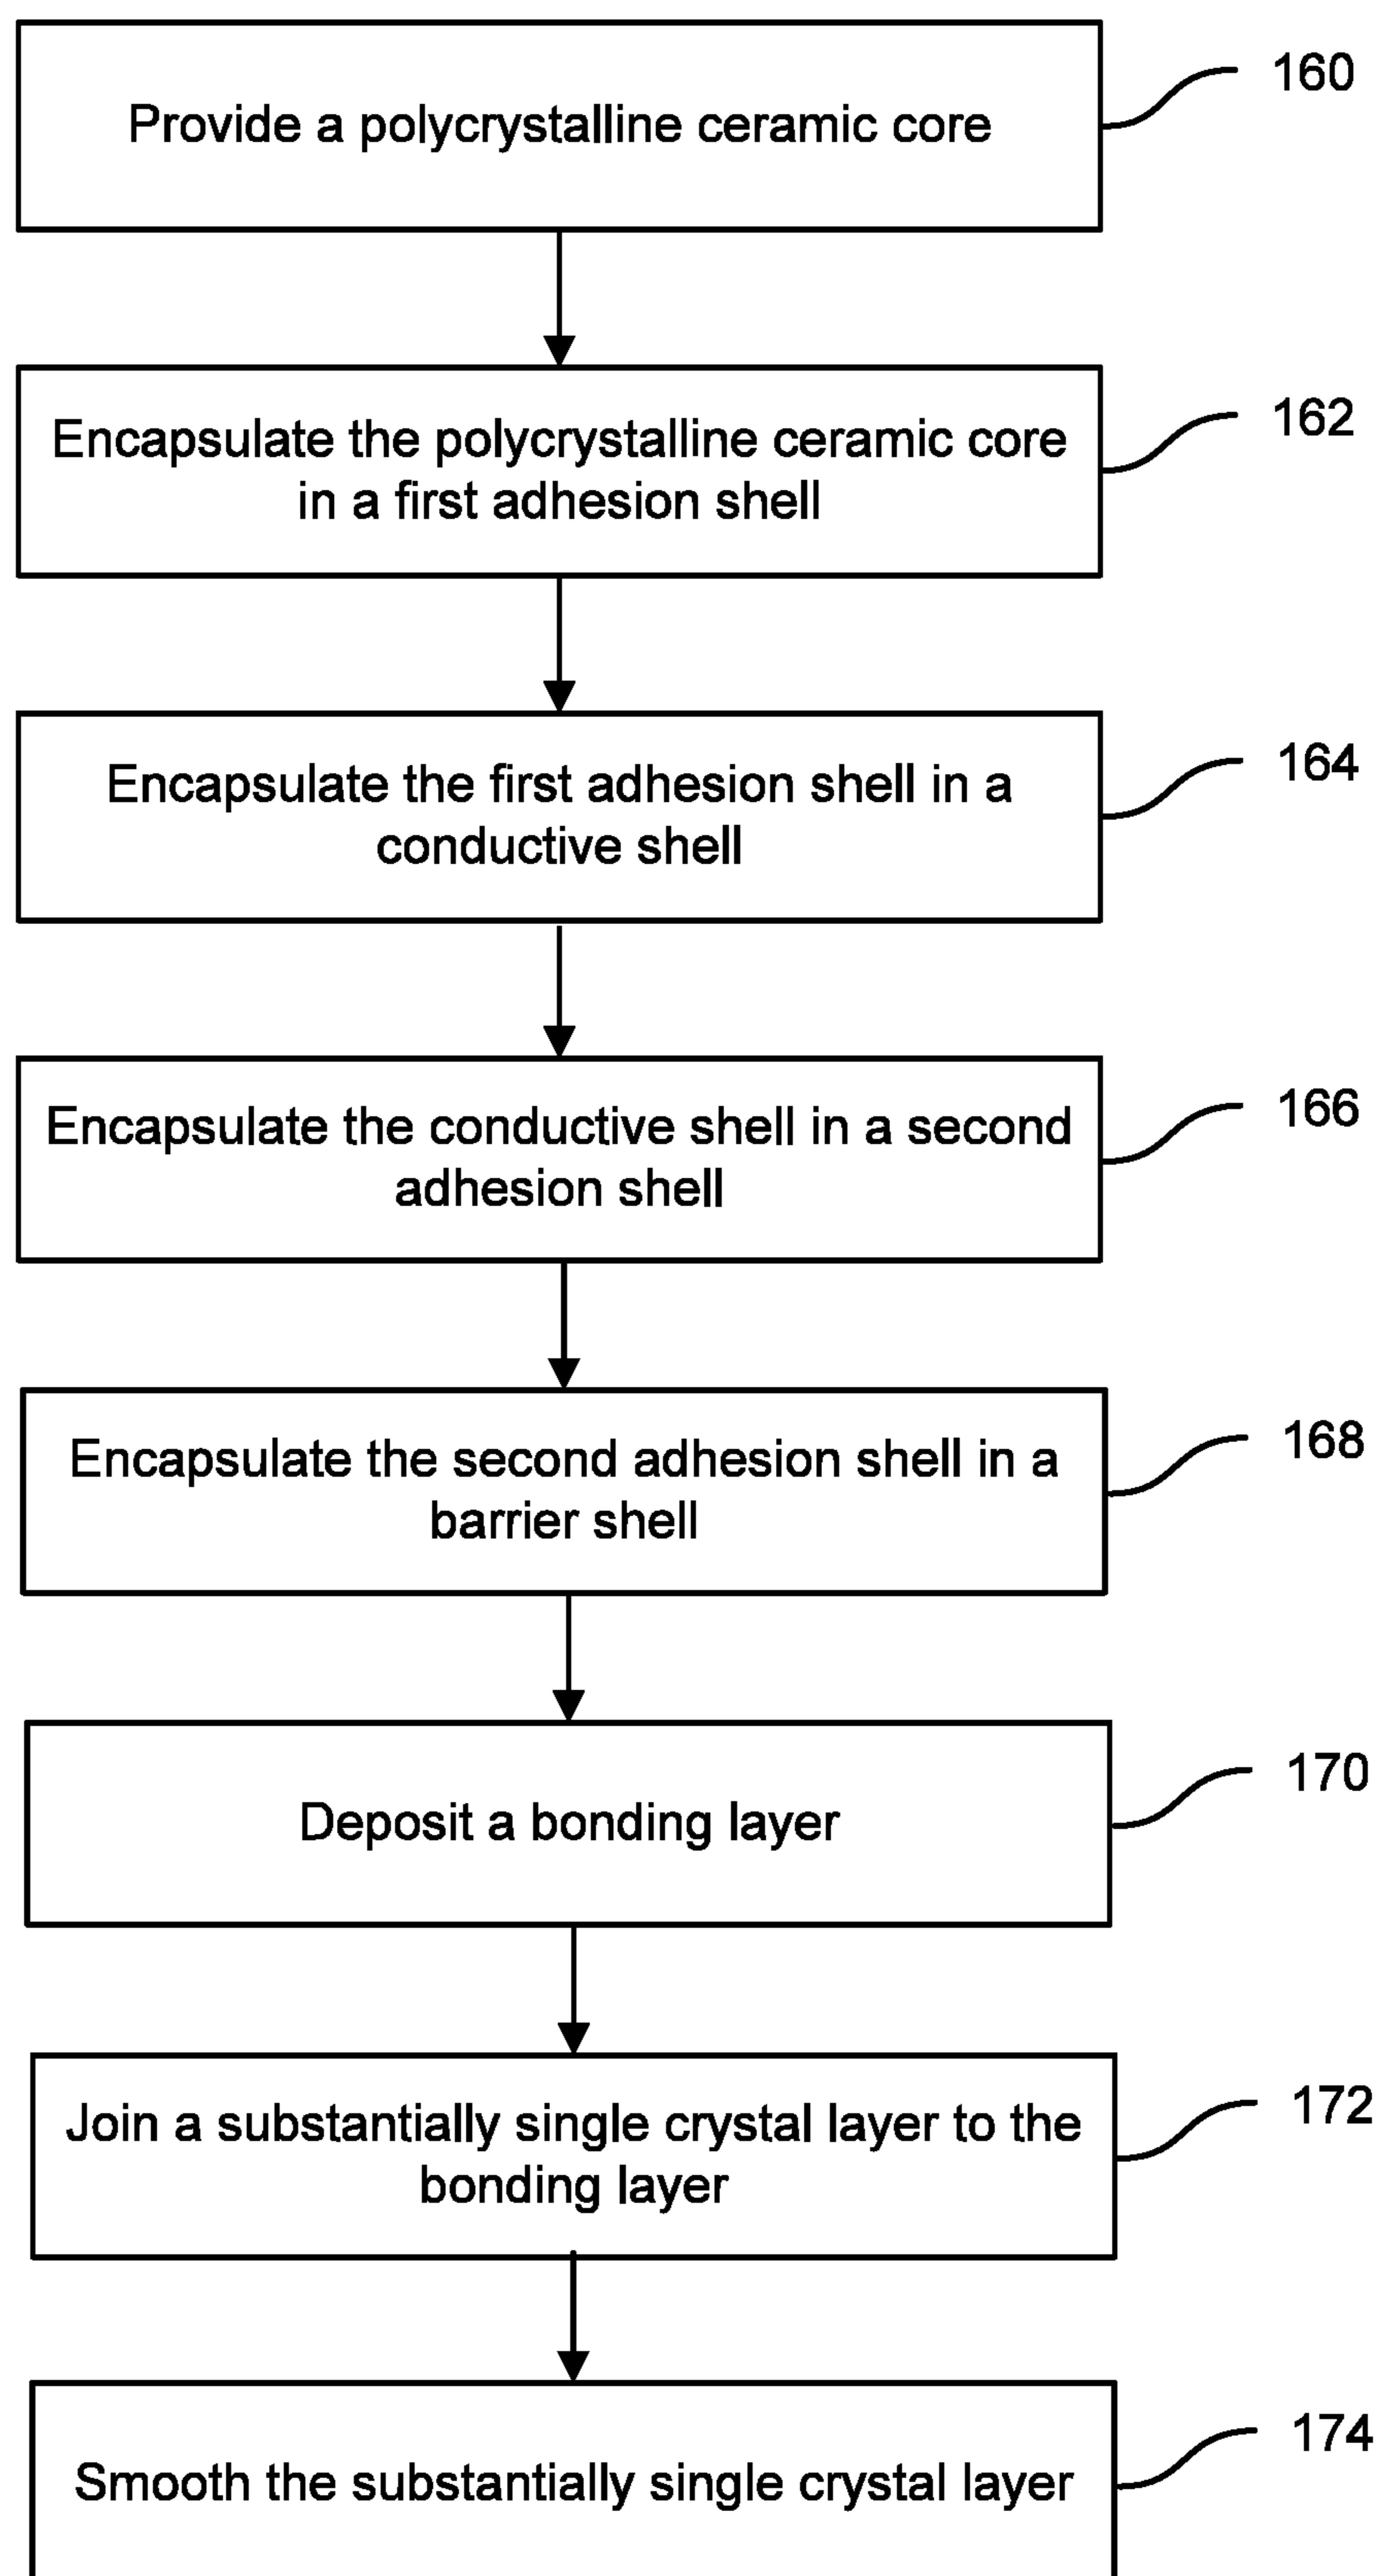 Provide a polycrystalline ceramic core
160
Encapsulate the polycrystalline ceramic core
in a first adhesion shell
162
Encapsulate the first adhesion shell in a
conductive shell
164
Encapsulate the conductive shell in a second
adhesion shell
166
Encapsulate the second adhesion shell in a
barrier shell
168
Deposit a bonding layer
170
Join a substantially single crystal layer to the
bonding layer
172
Smooth the substantially single crystal layer
174